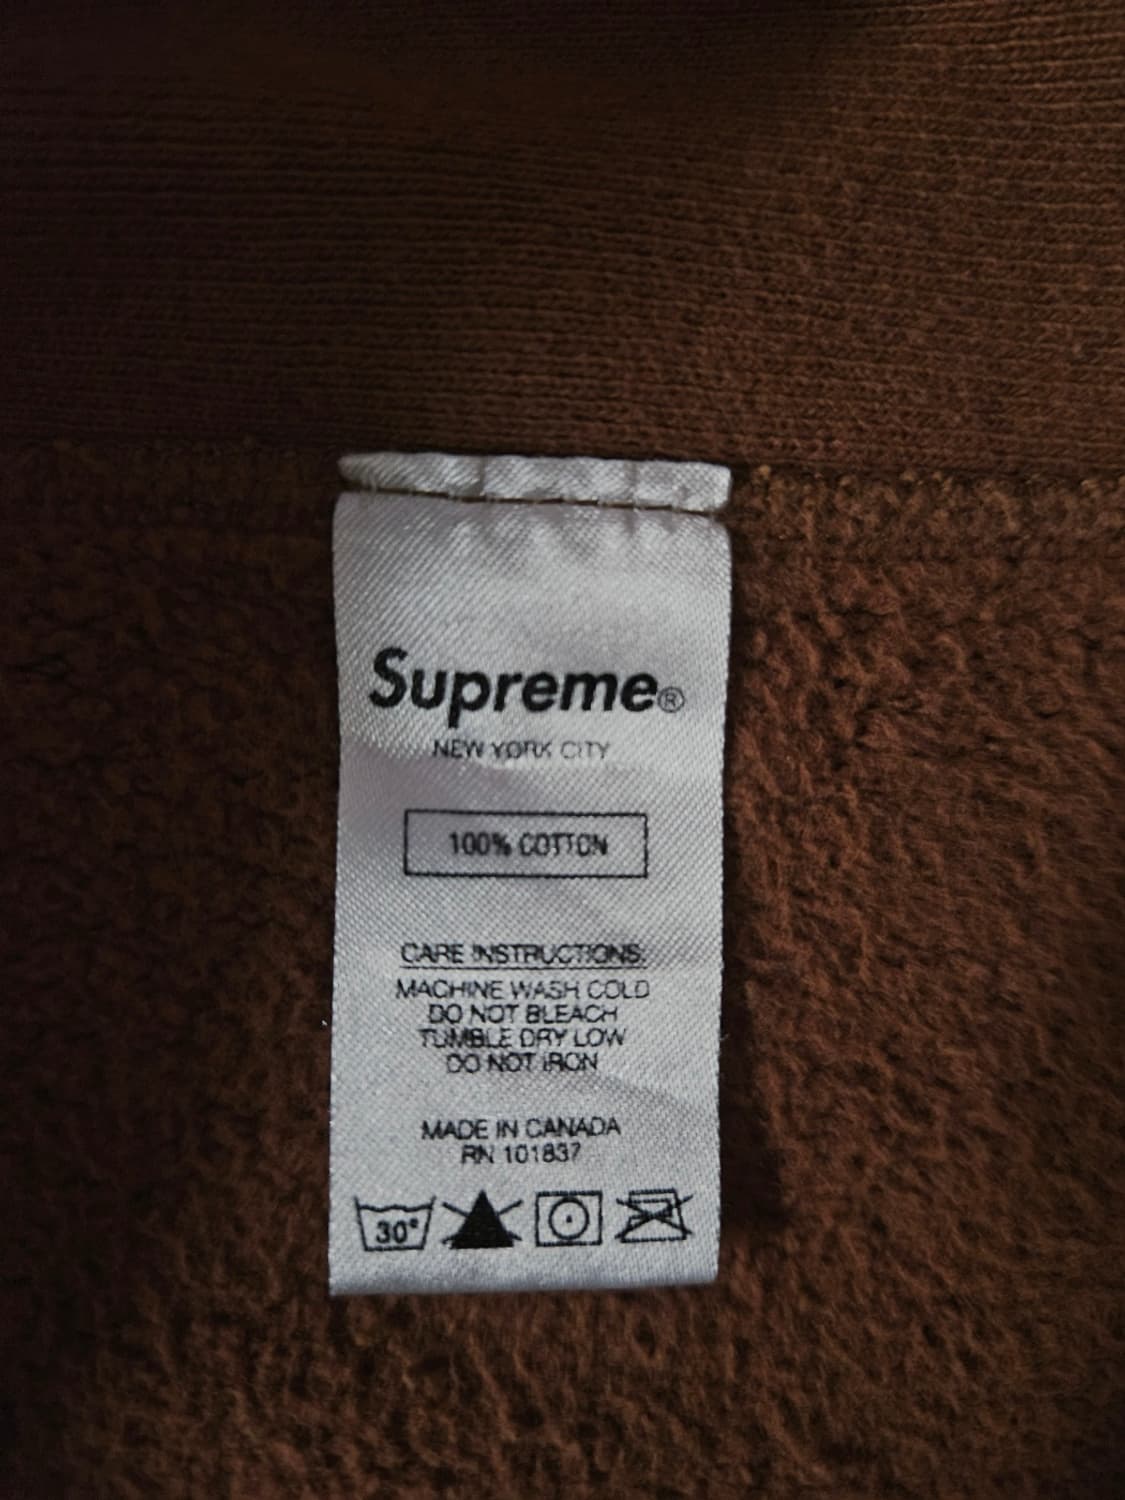 Supreme®
NEW YORK CITY
100% COTTON
CARE INSTRUCTIONS:
MACHINE WASH COLD
DO NOT BLEACH
TUMBLE DRY LOW
DO NOT IRON
MADE IN CANADA
RN 101837
30°